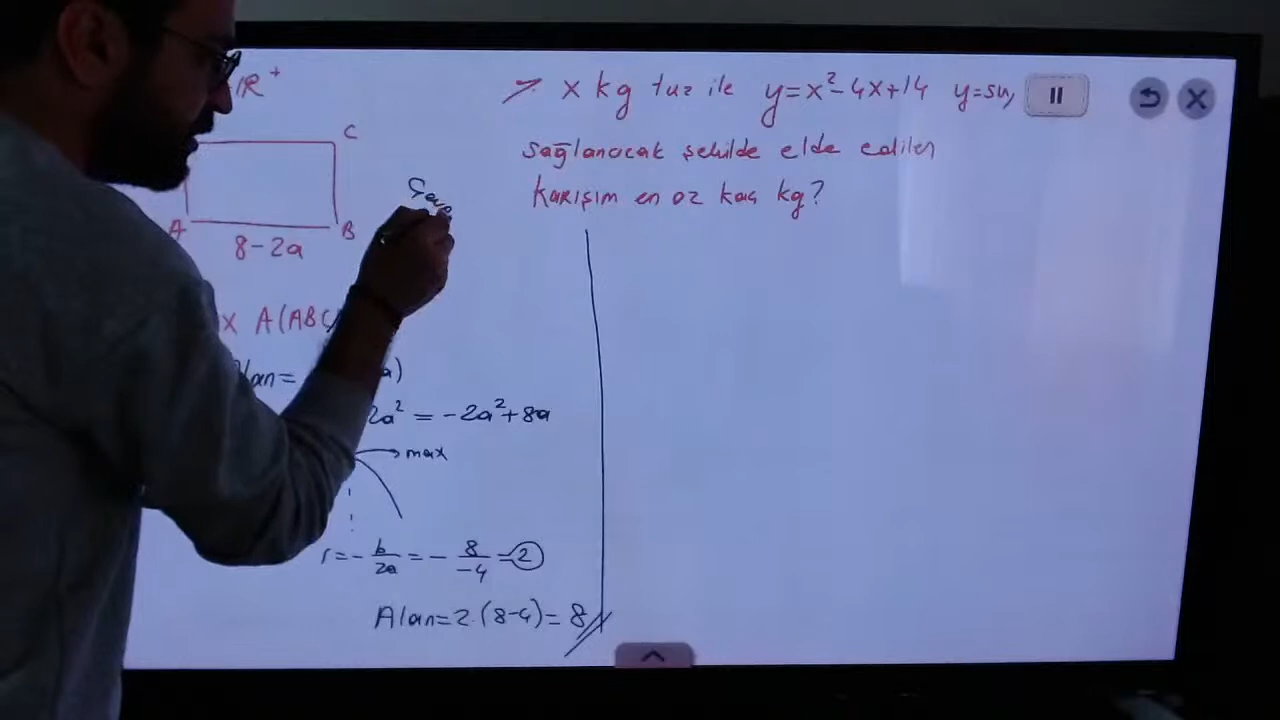 IR+
C
A
B
8-2a
x A(ABC
Alan=
a)
2a² = -2a²+8a
max
r = -b/2a = -8/-4 = 2
Alan=2.(8-4)=8
x kg tuz ile y=x²-4x+14 y=su,
sağlanacak şekilde elde edilen
karışım en az kaç kg?